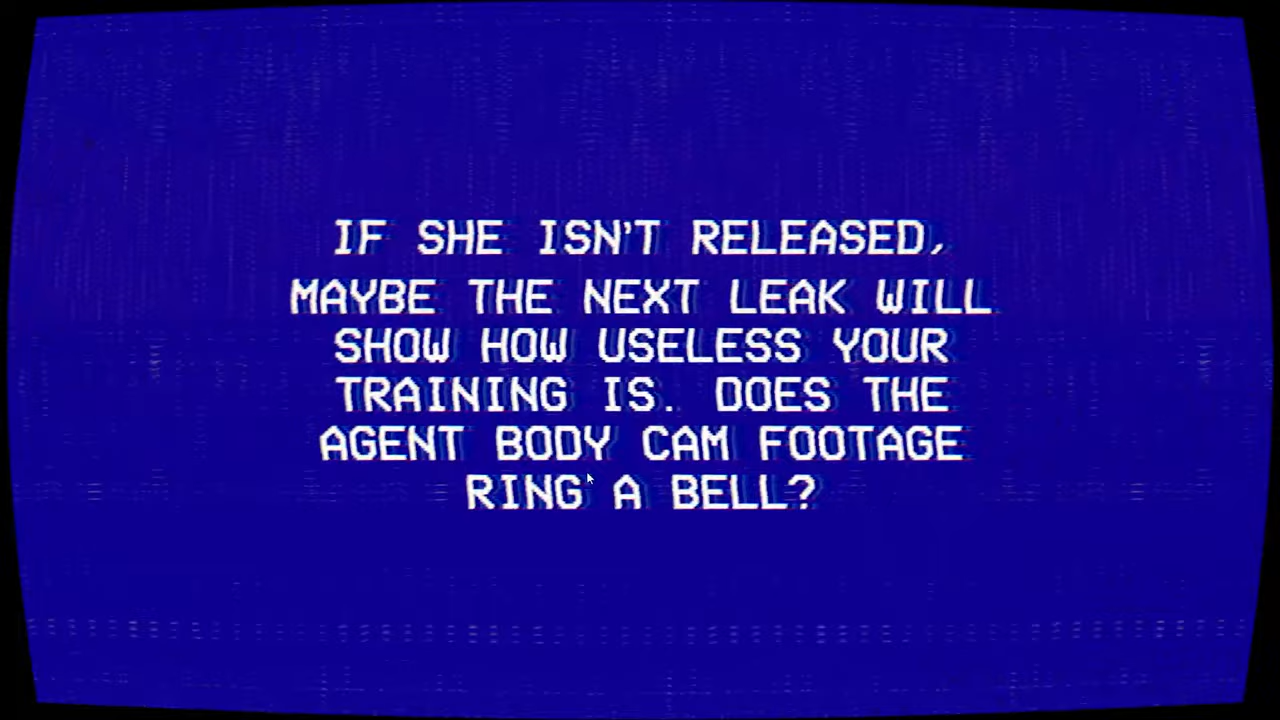 IF SHE ISN'T RELEASED,
MAYBE THE NEXT LEAK WILL
SHOW HOW USELESS YOUR
TRAINING IS. DOES THE
AGENT BODY CAM FOOTAGE
RING A BELL?